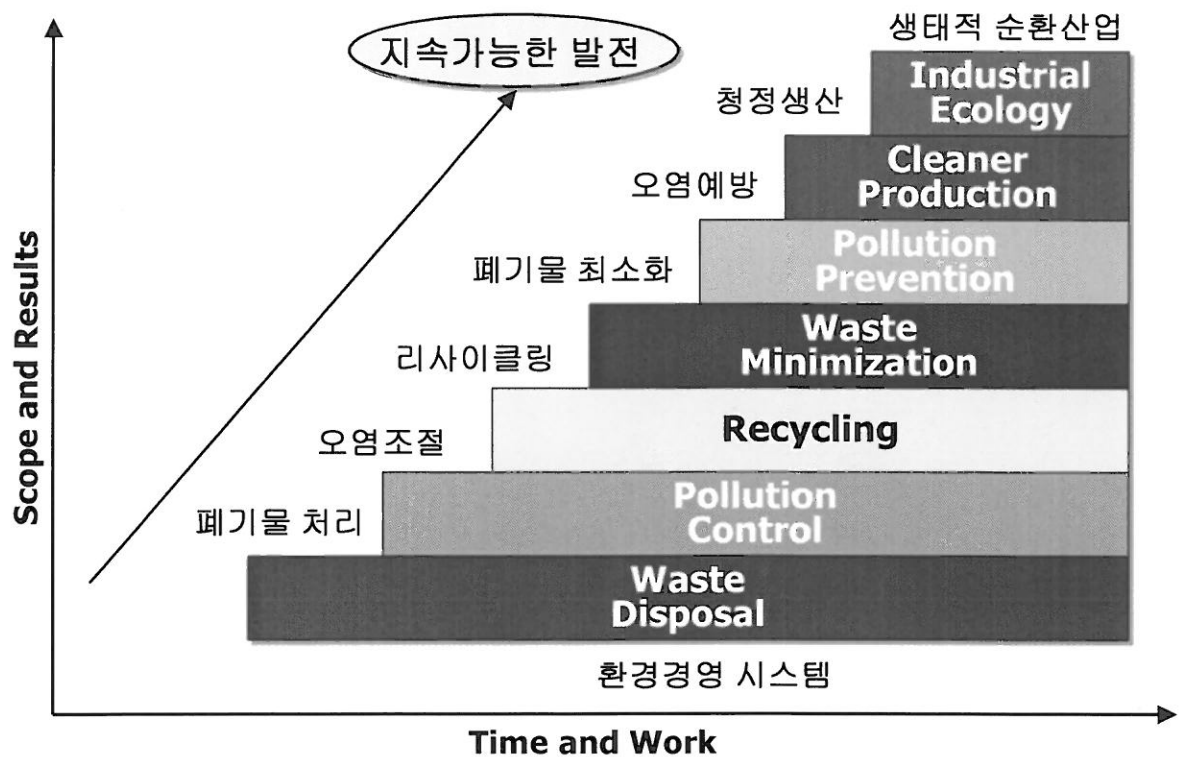 생태적 순환산업
지속가능한 발전
Industrial
Ecology
청정생산
Cleaner
Production
오염예방
Pollution
Prevention
폐기물 최소화
Waste
Minimization
리사이클링
Recycling
오염조절
Pollution
Control
폐기물 처리
Waste
Disposal
환경경영 시스템
Scope and Results
Time and Work